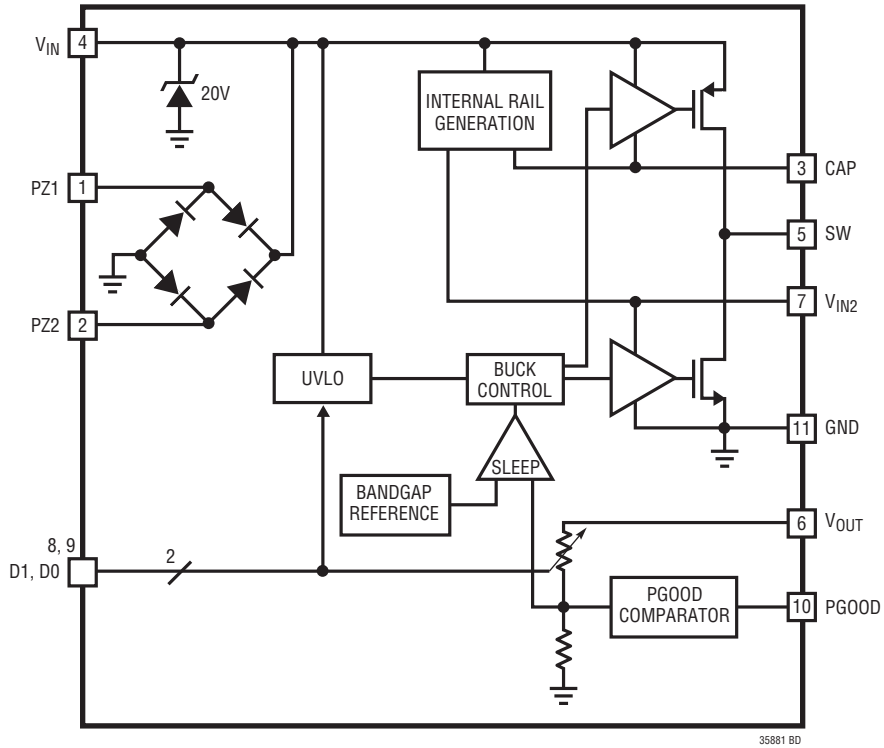 VIN
4
20V
INTERNAL RAIL
GENERATION
PZ1
1
3
CAP
5
SW
PZ2
2
7
VIN2
UVLO
BUCK
CONTROL
11
GND
SLEEP
BANDGAP
REFERENCE
6
VOUT
8, 9
D1, D0
2
PGOOD
COMPARATOR
10
PGOOD
35881 BD